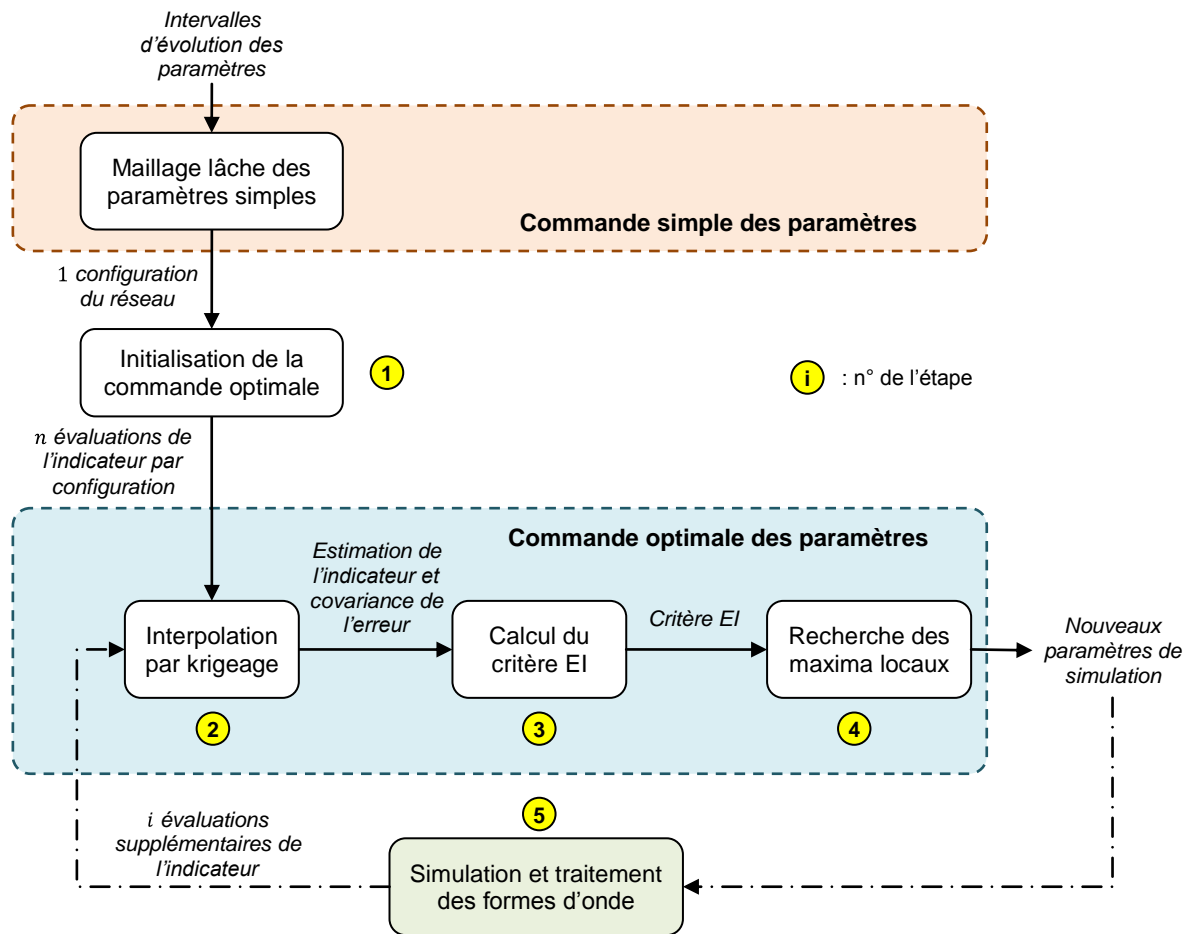 Intervalles
d'évolution des
paramètres
Maillage lâche des
paramètres simples
Commande simple des paramètres
1 configuration
du réseau
Initialisation de la
commande optimale
1
i : n° de l'étape
n évaluations de
l'indicateur par
configuration
Commande optimale des paramètres
Estimation de
l'indicateur et
covariance de
l'erreur
Interpolation
par krigeage
Calcul du
critère EI
Critère EI
Recherche des
maxima locaux
Nouveaux
paramètres de
simulation
2
3
4
5
i évaluations
supplémentaires de
l'indicateur
Simulation et traitement
des formes d'onde